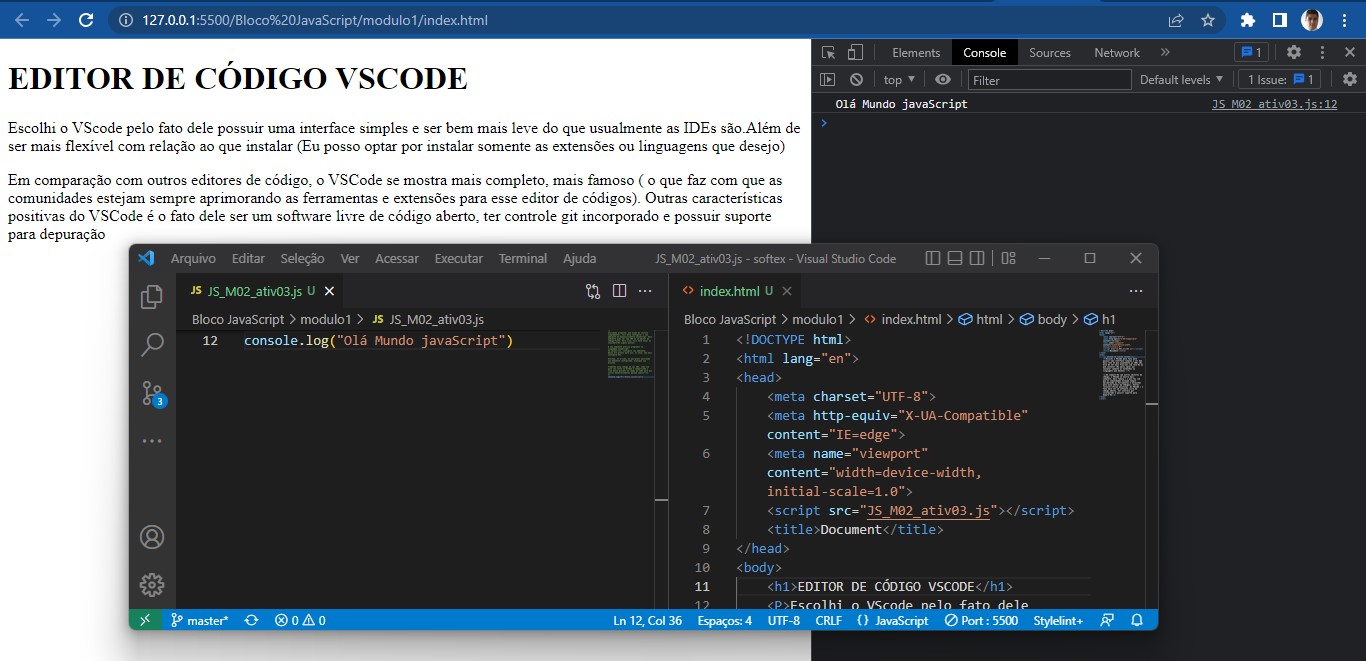 127.0.0.1:5500/Bloco%20JavaScript/modulo1/index.html
EDITOR DE CÓDIGO VSCODE
Escolhi o VScode pelo fato dele possuir uma interface simples e ser bem mais leve do que usualmente as IDEs são.Além de
ser mais flexível com relação ao que instalar (Eu posso optar por instalar somente as extensões ou linguagens que desejo)
Em comparação com outros editores de código, o VSCode se mostra mais completo, mais famoso ( o que faz com que as
comunidades estejam sempre aprimorando as ferramentas e extensões para esse editor de códigos). Outras características
positivas do VSCode é o fato dele ser um software livre de código aberto, ter controle git incorporado e possuir suporte
para depuração
Elements Console Sources Network » 1
top Filter Default levels 1 Issue: 1
Olá Mundo javaScript JS_M02_ativ03.js:12
Arquivo Editar Seleção Ver Acessar Executar Terminal Ajuda JS_M02_ativ03.js - softex - Visual Studio Code
JS JS_M02_ativ03.js U
Bloco JavaScript > modulo1 > JS JS_M02_ativ03.js
12 console.log("Olá Mundo javaScript")
3
index.html U
Bloco JavaScript > modulo1 > index.html > html > body > h1
1 <!DOCTYPE html>
2 <html lang="en">
3 <head>
4 <meta charset="UTF-8">
5 <meta http-equiv="X-UA-Compatible"
content="IE=edge">
6 <meta name="viewport"
content="width=device-width,
initial-scale=1.0">
7 <script src="JS_M02_ativ03.js"></script>
8 <title>Document</title>
9 </head>
10 <body>
11 <h1>EDITOR DE CÓDIGO VSCODE</h1>
12 <P>Escolhi o VScode pelo fato dele
master* 0 0 Ln 12, Col 36 Espaços: 4 UTF-8 CRLF {} JavaScript Port : 5500 Stylelint+